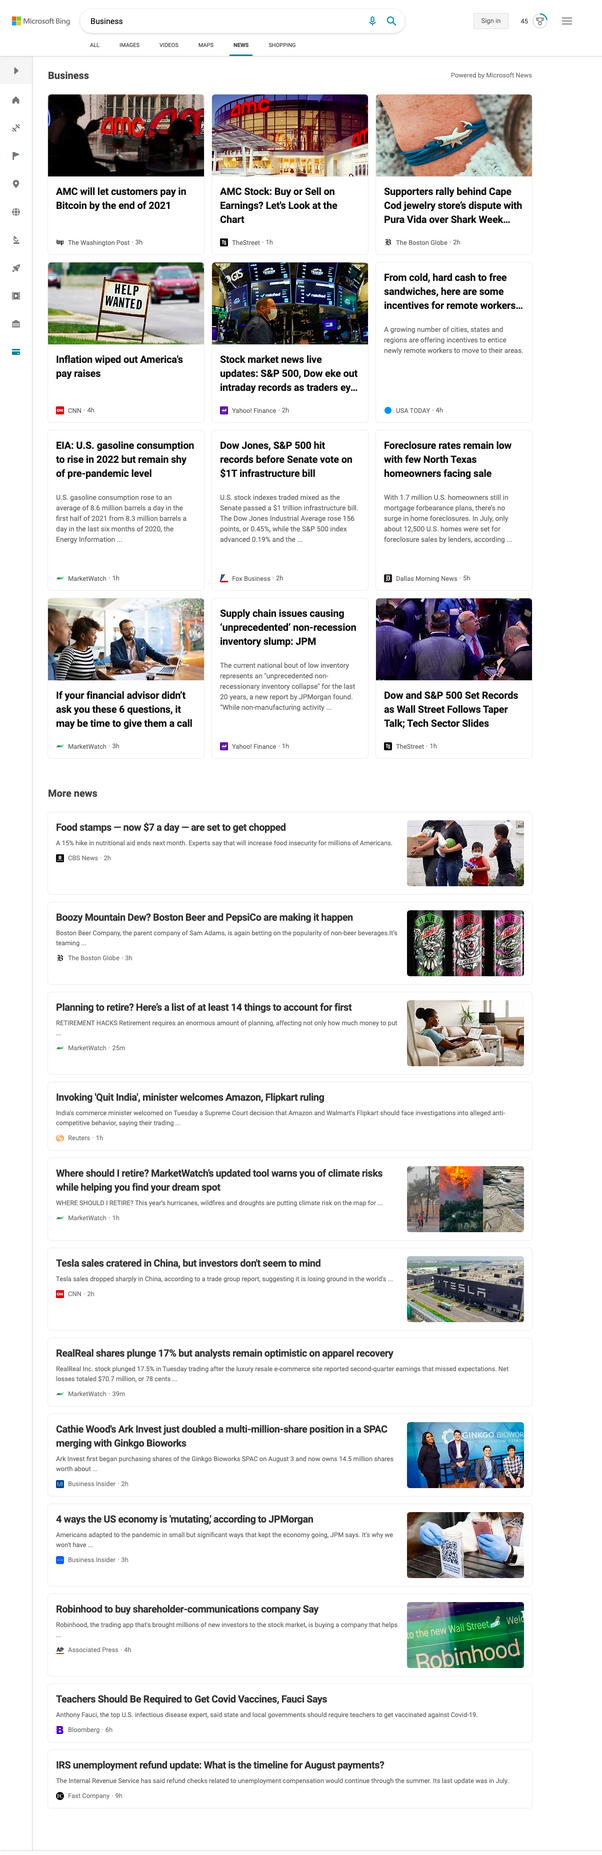 Microsoft Bing
Business
Sign in
45
ALL
IMAGES
VIDEOS
MAPS
NEWS
SHOPPING
Business
Powered by Microsoft News
amc
AMC will let customers pay in
Bitcoin by the end of 2021
The Washington Post · 3h
amc
AMC Stock: Buy or Sell on
Earnings? Let's Look at the
Chart
TheStreet · 1h
Supporters rally behind Cape
Cod jewelry store's dispute with
Pura Vida over Shark Week...
The Boston Globe · 2h
HELP
WANTED
Inflation wiped out America's
pay raises
CNN · 4h
Stock market news live
updates: S&P 500, Dow eke out
intraday records as traders ey...
Yahoo! Finance · 2h
From cold, hard cash to free
sandwiches, here are some
incentives for remote workers...
A growing number of cities, states and
regions are offering incentives to entice
newly remote workers to move to their areas.
USA TODAY · 4h
EIA: U.S. gasoline consumption
to rise in 2022 but remain shy
of pre-pandemic level
U.S. gasoline consumption rose to an
average of 8.6 million barrels a day in the
first half of 2021 from 8.3 million barrels a
day in the last six months of 2020, the
Energy Information ...
MarketWatch · 1h
Dow Jones, S&P 500 hit
records before Senate vote on
$1T infrastructure bill
U.S. stock indexes traded mixed as the
Senate passed a $1 trillion infrastructure bill.
The Dow Jones Industrial Average rose 156
points, or 0.45%, while the S&P 500 index
advanced 0.19% and the ...
Fox Business · 2h
Foreclosure rates remain low
with few North Texas
homeowners facing sale
With 1.7 million U.S. homeowners still in
mortgage forbearance plans, there's no
surge in home foreclosures. In July, only
about 12,500 U.S. homes were set for
foreclosure sales by lenders, according ...
Dallas Morning News · 5h
If your financial advisor didn't
ask you these 6 questions, it
may be time to give them a call
MarketWatch · 3h
Supply chain issues causing
'unprecedented' non-recession
inventory slump: JPM
The current national bout of low inventory
represents an "unprecedented non-
recessionary inventory collapse" for the last
20 years, a new report by JPMorgan found.
"While non-manufacturing activity ...
Yahoo! Finance · 1h
Dow and S&P 500 Set Records
as Wall Street Follows Taper
Talk; Tech Sector Slides
TheStreet · 1h
More news
Food stamps — now $7 a day — are set to get chopped
A 15% hike in nutritional aid ends next month. Experts say that will increase food insecurity for millions of Americans.
CBS News · 2h
Boozy Mountain Dew? Boston Beer and PepsiCo are making it happen
Boston Beer Company, the parent company of Sam Adams, is again betting on the popularity of non-beer beverages.It's
teaming ...
The Boston Globe · 3h
HARD
HARD
HARD
Planning to retire? Here's a list of at least 14 things to account for first
RETIREMENT HACKS Retirement requires an enormous amount of planning, affecting not only how much money to put
...
MarketWatch · 25m
Invoking 'Quit India', minister welcomes Amazon, Flipkart ruling
India's commerce minister welcomed on Tuesday a Supreme Court decision that Amazon and Walmart's Flipkart should face investigations into alleged anti-
competitive behavior, saying their trading ...
Reuters · 1h
Where should I retire? MarketWatch's updated tool warns you of climate risks
while helping you find your dream spot
WHERE SHOULD I RETIRE? This year's hurricanes, wildfires and droughts are putting climate risk on the map for ...
MarketWatch · 1h
Tesla sales cratered in China, but investors don't seem to mind
Tesla sales dropped sharply in China, according to a trade group report, suggesting it is losing ground in the world's ...
CNN · 2h
TESLA
RealReal shares plunge 17% but analysts remain optimistic on apparel recovery
RealReal Inc. stock plunged 17.5% in Tuesday trading after the luxury resale e-commerce site reported second-quarter earnings that missed expectations. Net
losses totaled $70.7 million, or 78 cents ...
MarketWatch · 39m
Cathie Wood's Ark Invest just doubled a multi-million-share position in a SPAC
merging with Ginkgo Bioworks
Ark Invest first began purchasing shares of the Ginkgo Bioworks SPAC on August 3 and now owns 14.5 million shares
worth about ...
Business Insider · 2h
GINKGO BIOWOR
4 ways the US economy is 'mutating,' according to JPMorgan
Americans adapted to the pandemic in small but significant ways that kept the economy going, JPM says. It's why we
won't have ...
Business Insider · 3h
Robinhood to buy shareholder-communications company Say
Robinhood, the trading app that's brought millions of new investors to the stock market, is buying a company that helps
...
AP
Associated Press · 4h
to the new Wall Street
Welc
Robinhood
Teachers Should Be Required to Get Covid Vaccines, Fauci Says
Anthony Fauci, the top U.S. infectious disease expert, said state and local governments should require teachers to get vaccinated against Covid-19.
Bloomberg · 6h
IRS unemployment refund update: What is the timeline for August payments?
The Internal Revenue Service has said refund checks related to unemployment compensation would continue through the summer. Its last update was in July.
Fast Company · 9h